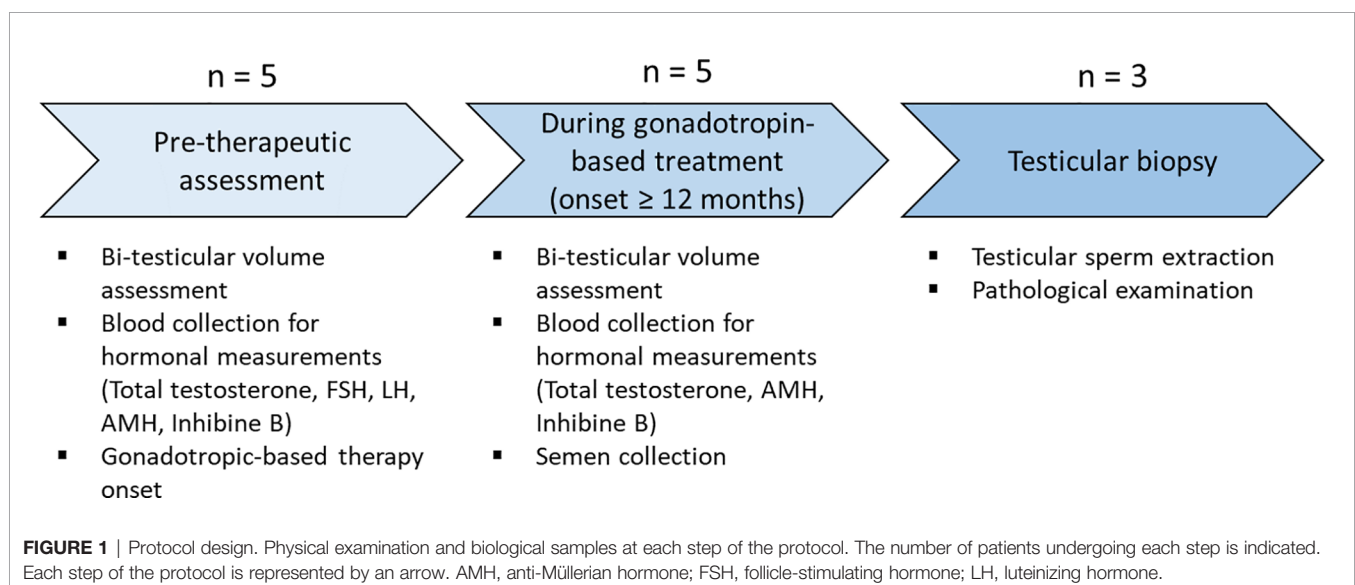 n = 5
Pre-therapeutic
assessment
▪ Bi-testicular volume
assessment
▪ Blood collection for
hormonal measurements
(Total testosterone, FSH, LH,
AMH, Inhibine B)
▪ Gonadotropic-based therapy
onset
n = 5
During gonadotropin-
based treatment
(onset ≥ 12 months)
▪ Bi-testicular volume
assessment
▪ Blood collection for
hormonal measurements
(Total testosterone, AMH,
Inhibine B)
▪ Semen collection
n = 3
Testicular biopsy
▪ Testicular sperm extraction
▪ Pathological examination
FIGURE 1 | Protocol design. Physical examination and biological samples at each step of the protocol. The number of patients undergoing each step is indicated.
Each step of the protocol is represented by an arrow. AMH, anti-Müllerian hormone; FSH, follicle-stimulating hormone; LH, luteinizing hormone.